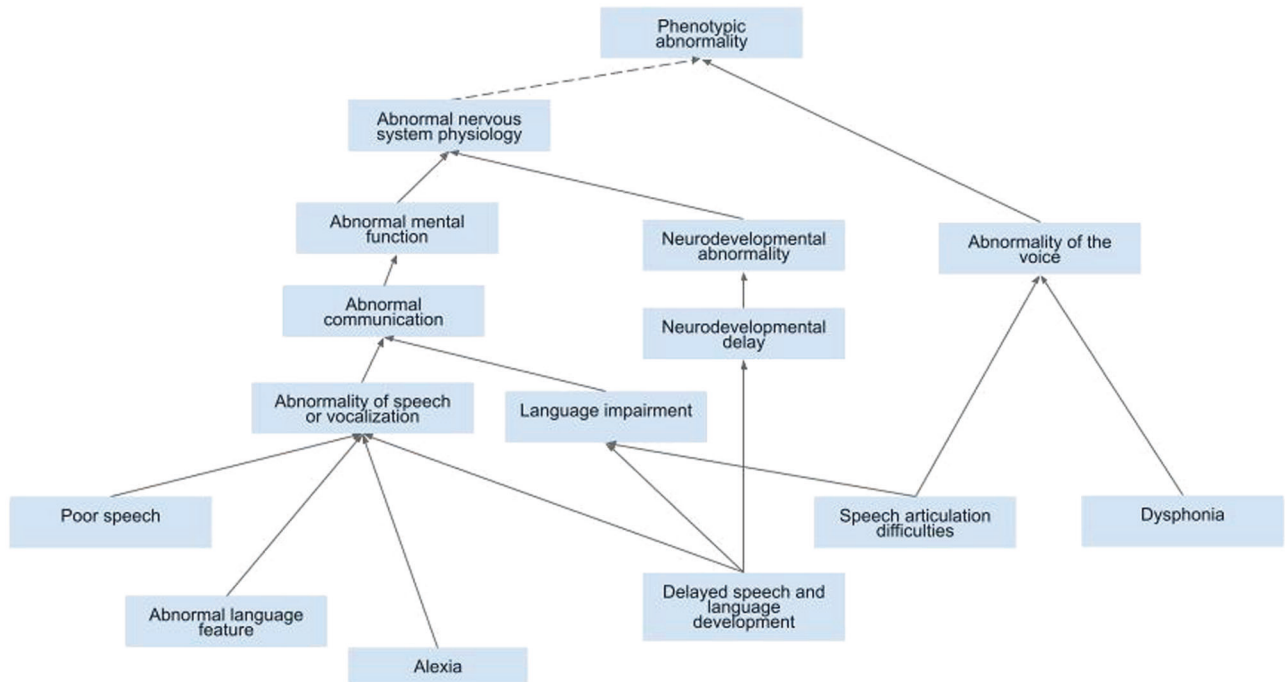 Phenotypic
abnormality
Abnormal nervous
system physiology
Abnormal mental
function
Neurodevelopmental
abnormality
Abnormality of the
voice
Abnormal
communication
Neurodevelopmental
delay
Abnormality of speech
or vocalization
Language impairment
Poor speech
Speech articulation
difficulties
Dysphonia
Abnormal language
feature
Delayed speech and
language
development
Alexia